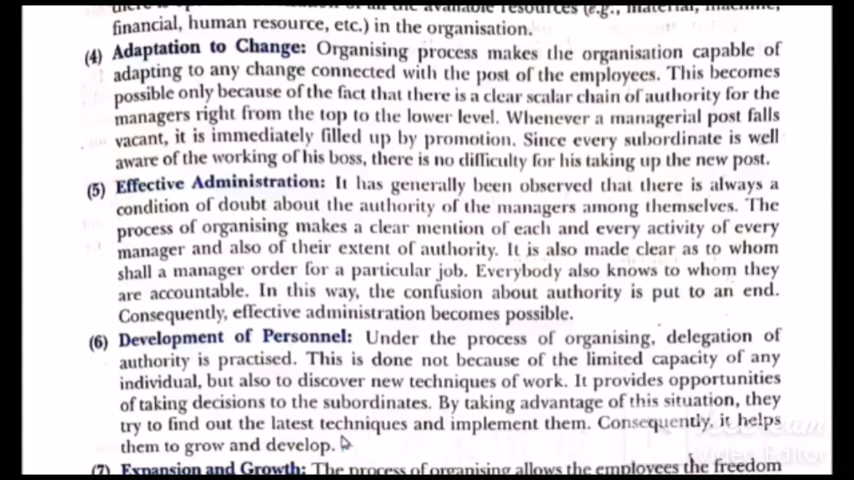 there is op of all the available resources (e.g., material, machine,
financial, human resource, etc.) in the organisation.
(4) Adaptation to Change: Organising process makes the organisation capable of
adapting to any change connected with the post of the employees. This becomes
possible only because of the fact that there is a clear scalar chain of authority for the
managers right from the top to the lower level. Whenever a managerial post falls
vacant, it is immediately filled up by promotion. Since every subordinate is well
aware of the working of his boss, there is no difficulty for his taking up the new post.
(5) Effective Administration: It has generally been observed that there is always a
condition of doubt about the authority of the managers among themselves. The
process of organising makes a clear mention of each and every activity of every
manager and also of their extent of authority. It is also made clear as to whom
shall a manager order for a particular job. Everybody also knows to whom they
are accountable. In this way, the confusion about authority is put to an end.
Consequently, effective administration becomes possible.
(6) Development of Personnel: Under the process of organising, delegation of
authority is practised. This is done not because of the limited capacity of any
individual, but also to discover new techniques of work. It provides opportunities
of taking decisions to the subordinates. By taking advantage of this situation, they
try to find out the latest techniques and implement them. Consequently, it helps
them to grow and develop.
Video Editor
(7) Expansion and Growth: The process of organising allows the employees the freedom